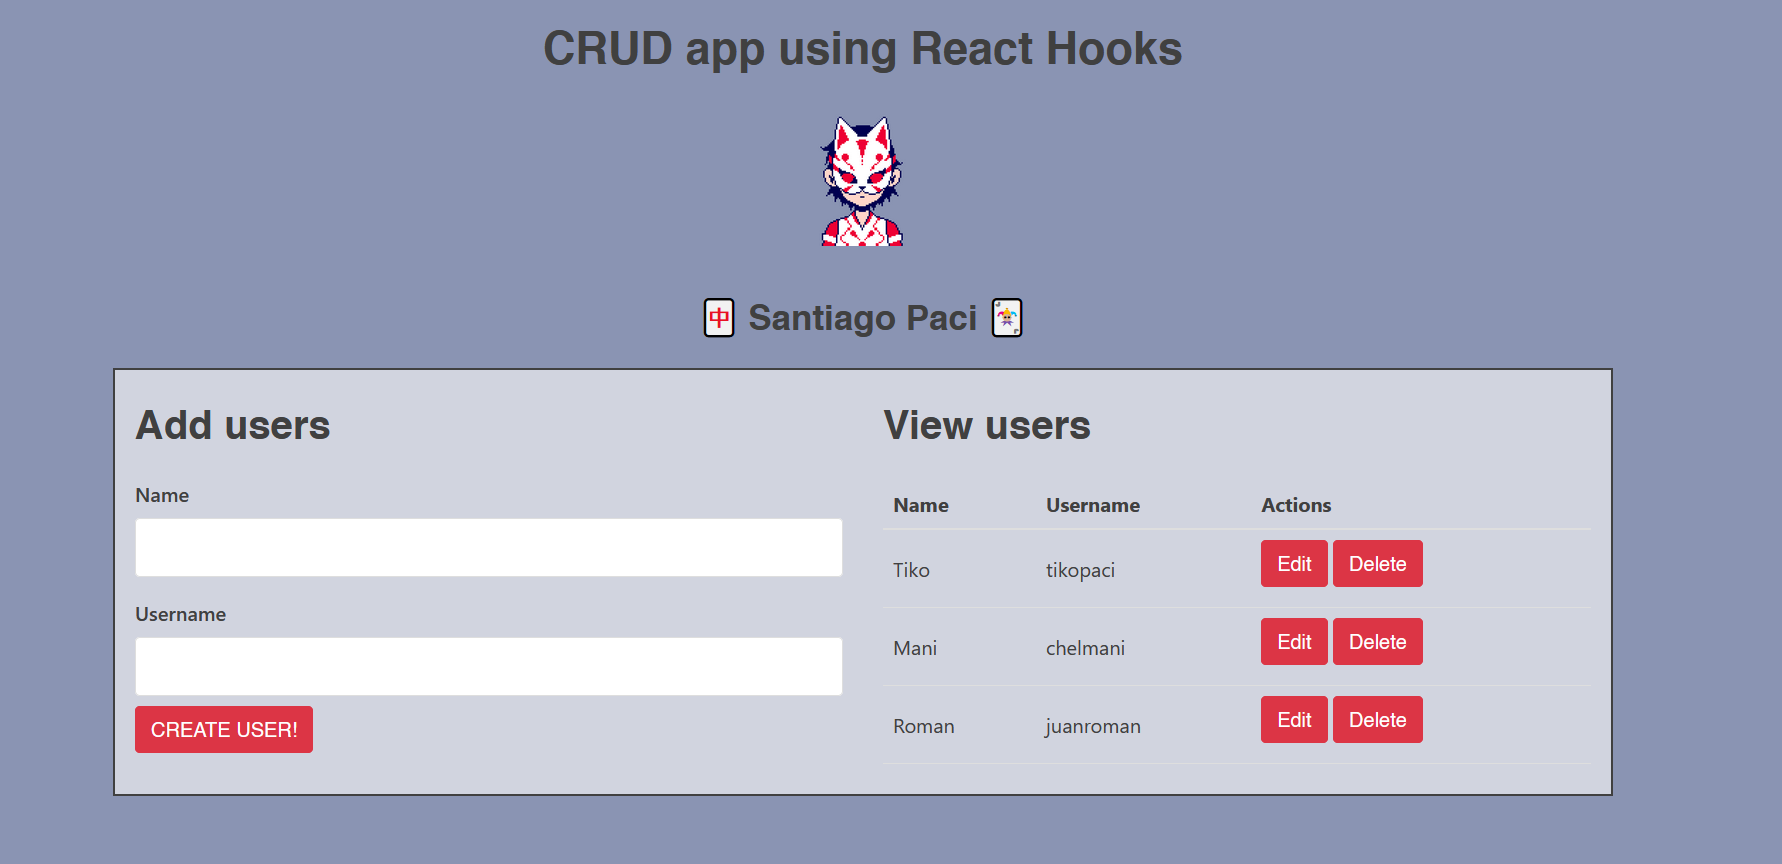 CRUD app using React Hooks
🀄 Santiago Paci 🃏
Add users
Name
Username
CREATE USER!
View users
Name Username Actions
Tiko tikopaci Edit Delete
Mani chelmani Edit Delete
Roman juanroman Edit Delete